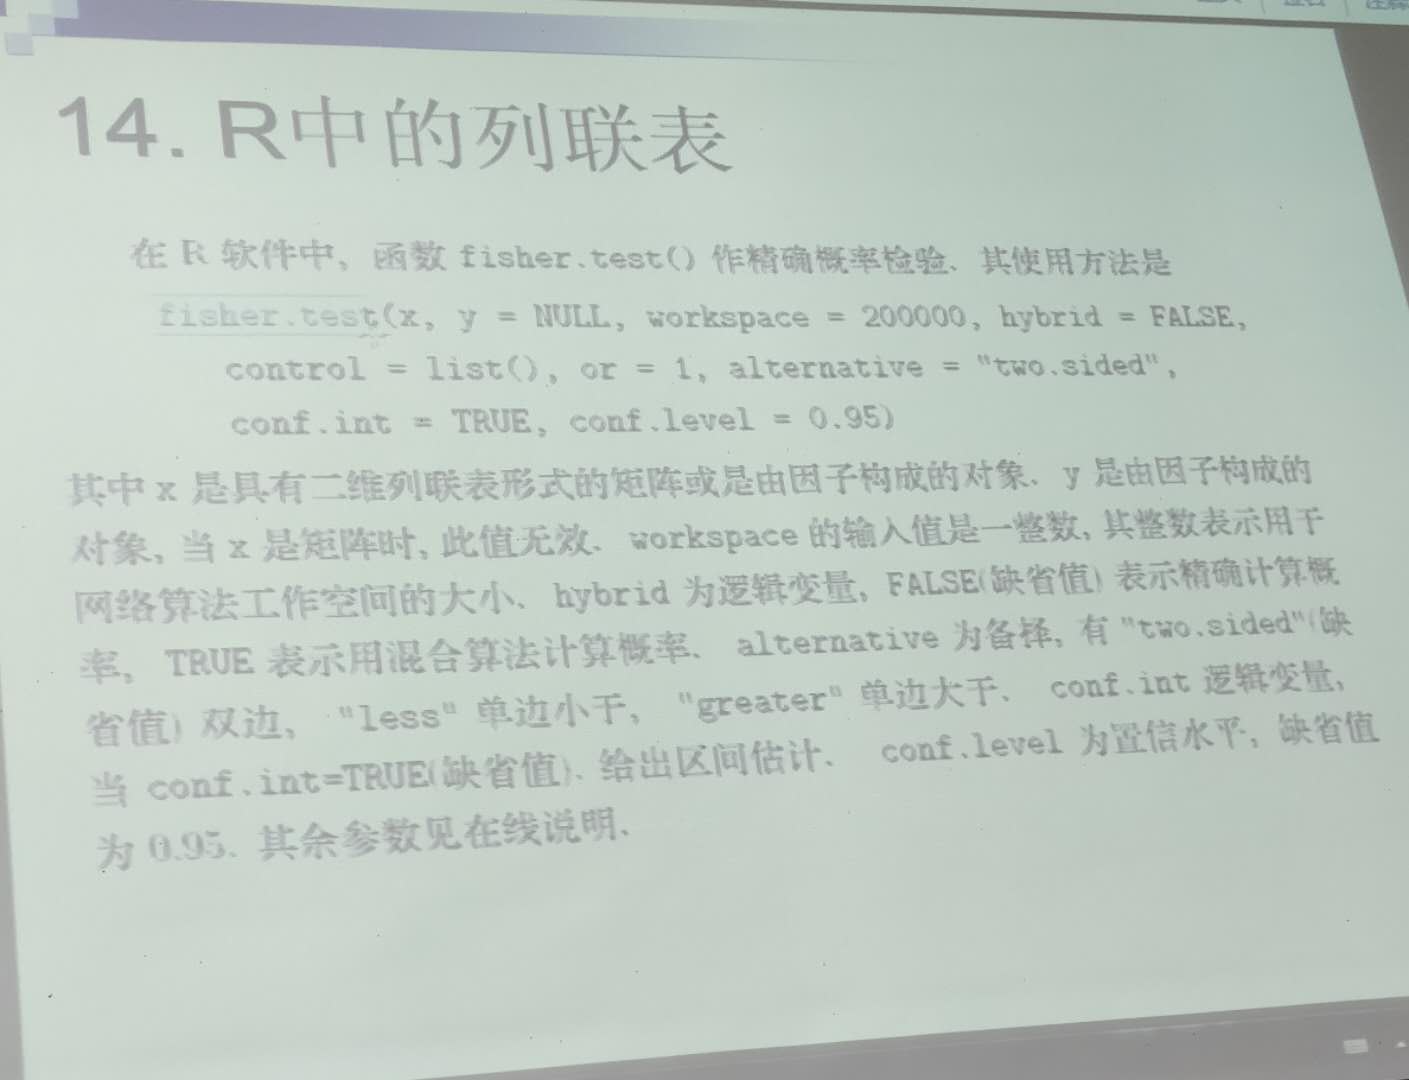 14. R中的列联表
在 R 软件中, 函数 fisher.test() 作精确概率检验. 其使用方法是
fisher.test(x, y = NULL, workspace = 200000, hybrid = FALSE,
control = list(), or = 1, alternative = "two.sided",
conf.int = TRUE, conf.level = 0.95)
其中 x 是具有二维列联表形式的矩阵或是由因子构成的对象. y 是由因子构成的
对象, 当 x 是矩阵时, 此值无效. workspace 的输入值是一整数, 其整数表示用于
网络算法工作空间的大小. hybrid 为逻辑变量, FALSE(缺省值) 表示精确计算概
率, TRUE 表示用混合算法计算概率. alternative 为备择, 有 "two.sided"(缺
省值) 双边, "less" 单边小于, "greater" 单边大于. conf.int 逻辑变量,
当 conf.int=TRUE(缺省值). 给出区间估计. conf.level 为置信水平, 缺省值
为 0.95. 其余参数见在线说明.